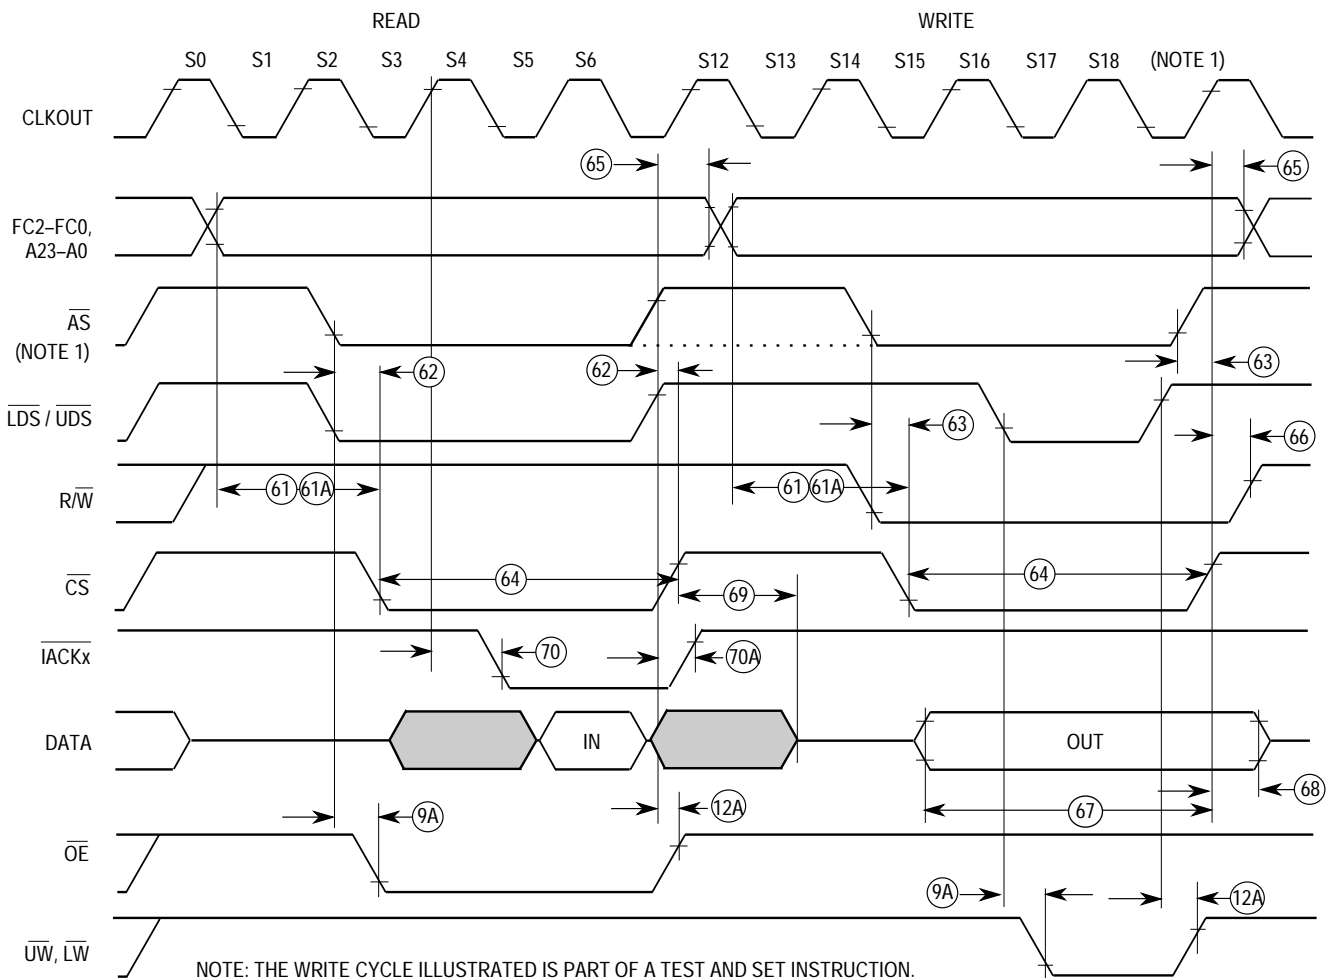 READ WRITE
S0 S1 S2 S3 S4 S5 S6 S12 S13 S14 S15 S16 S17 S18 (NOTE 1)
CLKOUT
65 65
FC2–FC0,
A23–A0
AS
(NOTE 1)
62 62 63
LDS / UDS
63 66
R/W
61 61A 61 61A
CS
64 64
69
IACKx
70 70A
DATA
IN OUT
68
67
9A 12A
OE
9A 12A
UW, LW
NOTE: THE WRITE CYCLE ILLUSTRATED IS PART OF A TEST AND SET INSTRUCTION.